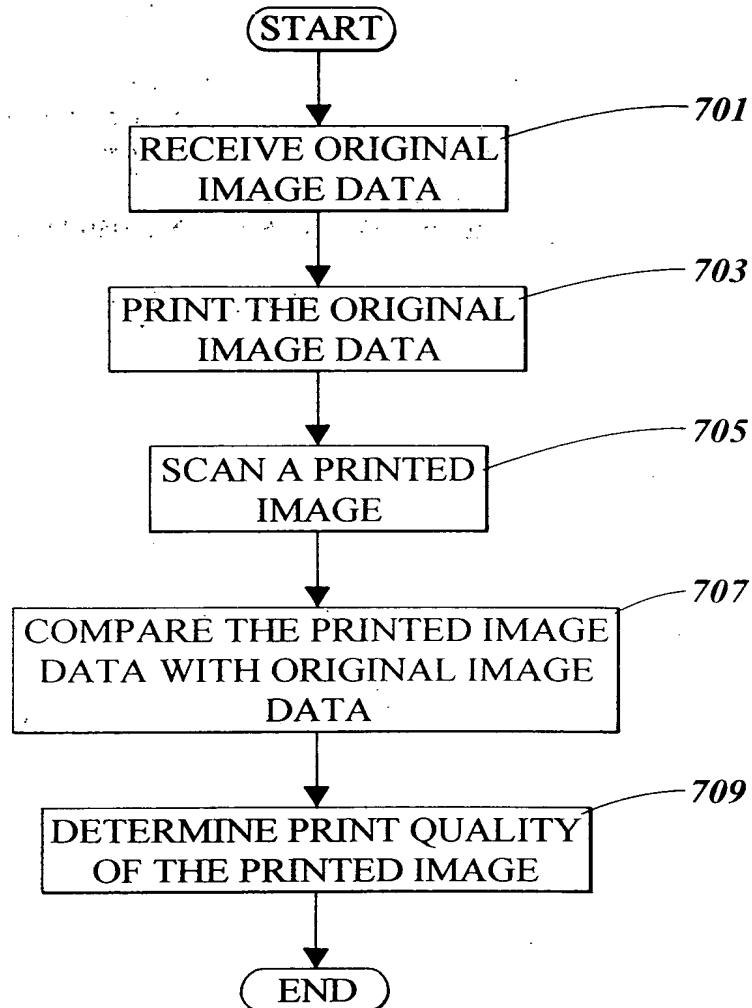 START
701
RECEIVE ORIGINAL
IMAGE DATA
703
PRINT THE ORIGINAL
IMAGE DATA
705
SCAN A PRINTED
IMAGE
707
COMPARE THE PRINTED IMAGE
DATA WITH ORIGINAL IMAGE
DATA
709
DETERMINE PRINT QUALITY
OF THE PRINTED IMAGE
END